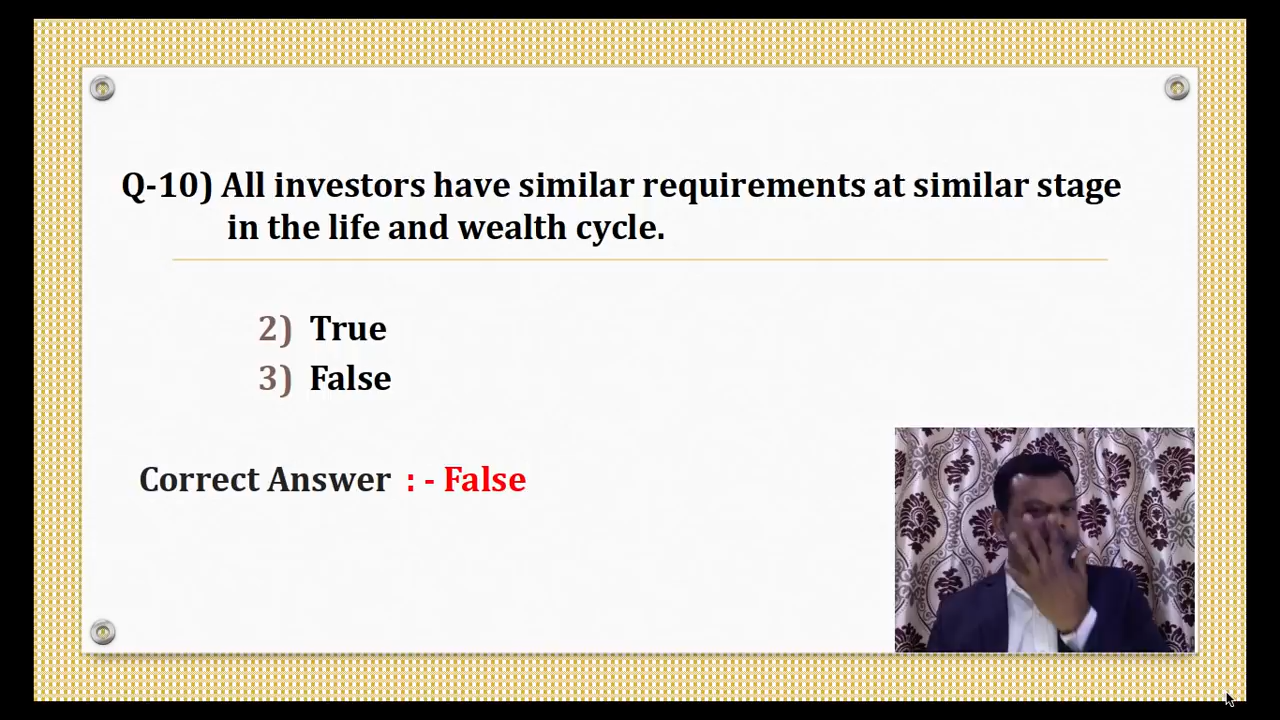 Q-10) All investors have similar requirements at similar stage
in the life and wealth cycle.
2) True
3) False
Correct Answer : - False